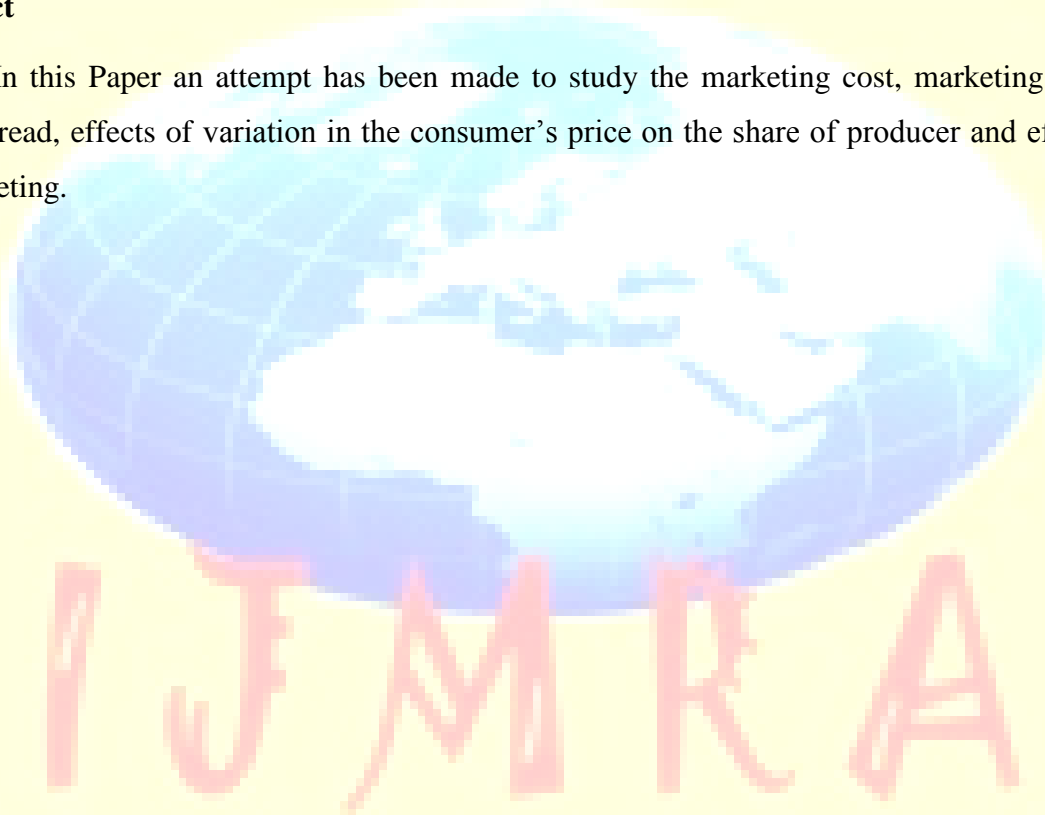 ct
In this Paper an attempt has been made to study the marketing cost, marketing
read, effects of variation in the consumer's price on the share of producer and ef
eting.
IJMRA